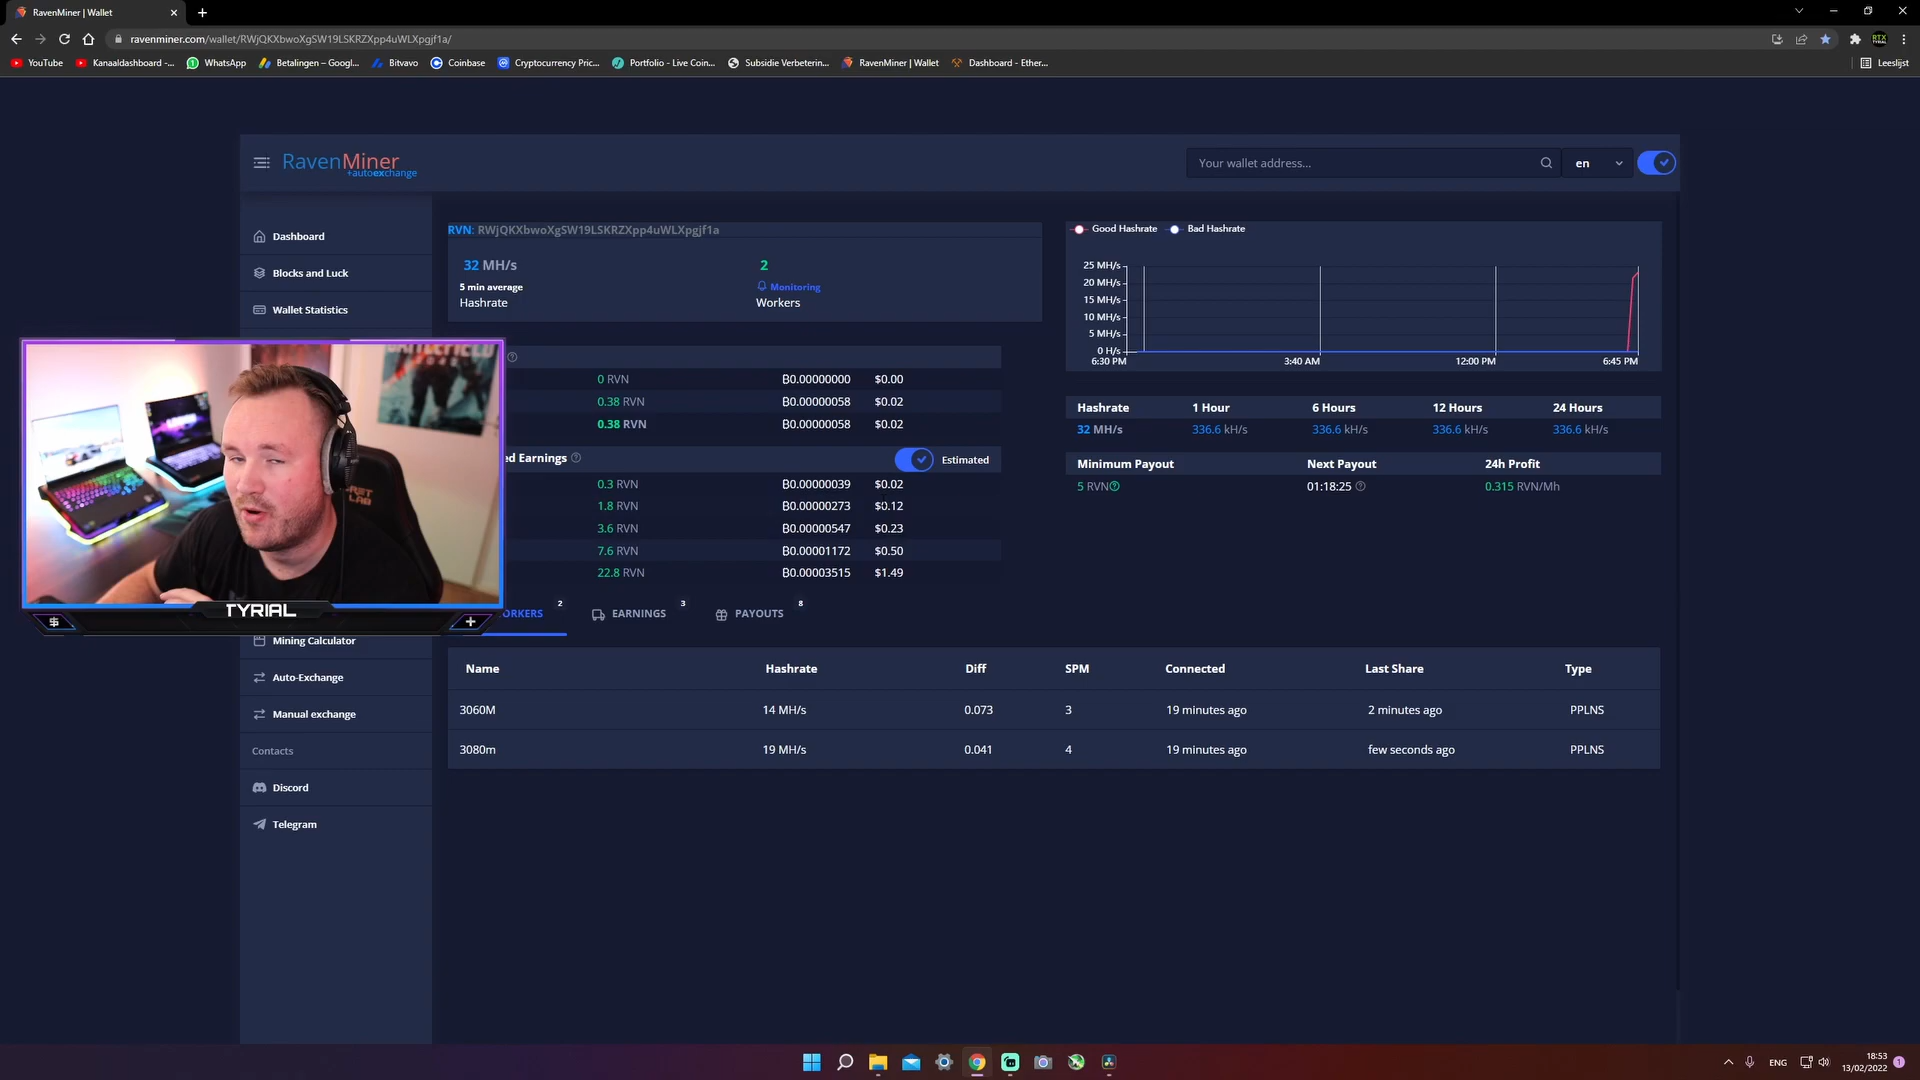 RavenMiner | Wallet
ravenminer.com/wallet/RWjQKXbwoXgSW19LSKRZXpp4uWLXpgjf1a/
YouTube
Kanaaldashboard -...
WhatsApp
Betalingen – Googl...
Bitvavo
Coinbase
Cryptocurrency Pric...
Portfolio - Live Coin...
Subsidie Verbeterin...
RavenMiner | Wallet
Dashboard - Ether...
Leeslijst
RavenMiner
+autoexchange
Your wallet address...
en
Dashboard
Blocks and Luck
Wallet Statistics
RVN: RWjQKXbwoXgSW19LSKRZXpp4uWLXpgjf1a
32 MH/s
5 min average
Hashrate
2
Monitoring
Workers
Good Hashrate
Bad Hashrate
25 MH/s
20 MH/s
15 MH/s
10 MH/s
5 MH/s
0 H/s
6:30 PM
3:40 AM
12:00 PM
6:45 PM
0 RVN Ƀ0.00000000 $0.00
0.38 RVN Ƀ0.00000058 $0.02
0.38 RVN Ƀ0.00000058 $0.02
ed Earnings
Estimated
0.3 RVN Ƀ0.00000039 $0.02
1.8 RVN Ƀ0.00000273 $0.12
3.6 RVN Ƀ0.00000547 $0.23
7.6 RVN Ƀ0.00001172 $0.50
22.8 RVN Ƀ0.00003515 $1.49
Hashrate 1 Hour 6 Hours 12 Hours 24 Hours
32 MH/s 336.6 kH/s 336.6 kH/s 336.6 kH/s 336.6 kH/s
Minimum Payout Next Payout 24h Profit
5 RVN 01:18:25 0.315 RVN/Mh
TYRIAL
$
+
ORKERS 2
EARNINGS 3
PAYOUTS 8
Name Hashrate Diff SPM Connected Last Share Type
3060M 14 MH/s 0.073 3 19 minutes ago 2 minutes ago PPLNS
3080m 19 MH/s 0.041 4 19 minutes ago few seconds ago PPLNS
Mining Calculator
Auto-Exchange
Manual exchange
Contacts
Discord
Telegram
ENG
18:53
13/02/2022
1